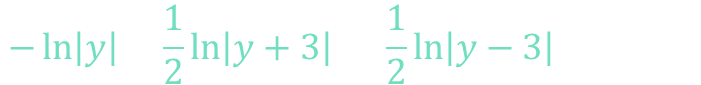 − ln|y| 1/2 ln|y + 3| 1/2 ln|y − 3|